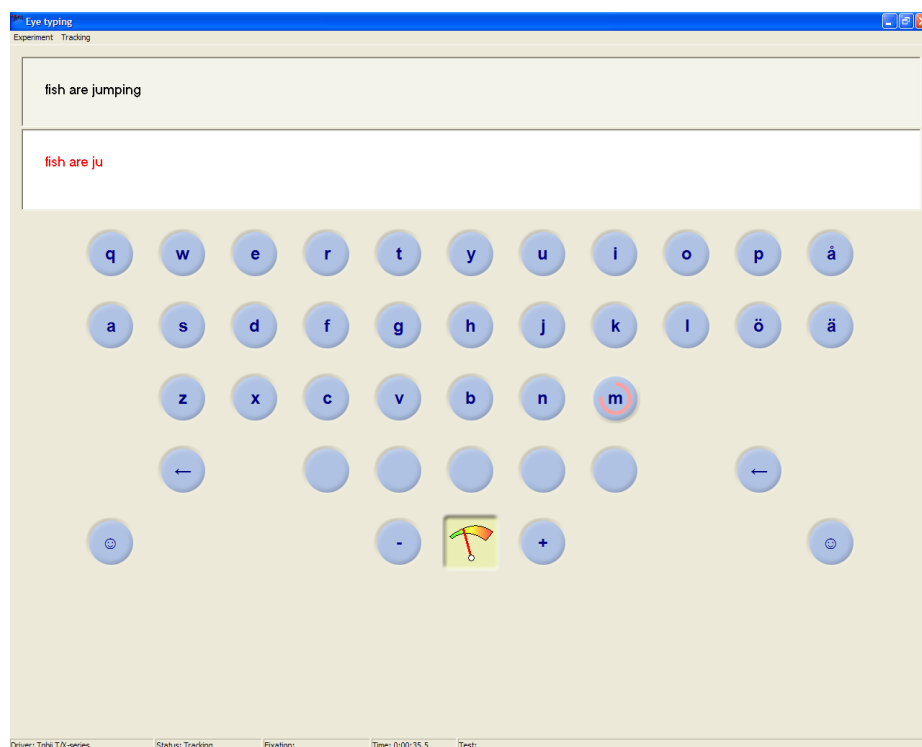 Eye typing
Experiment Tracking
fish are jumping
fish are ju
q w e r t y u i o p å
a s d f g h j k l ö ä
z x c v b n m
← ←
☺ - + ☺
Driver: Tobii T/X-series Status: Tracking Fixation: Time: 0:00:35.5 Test: